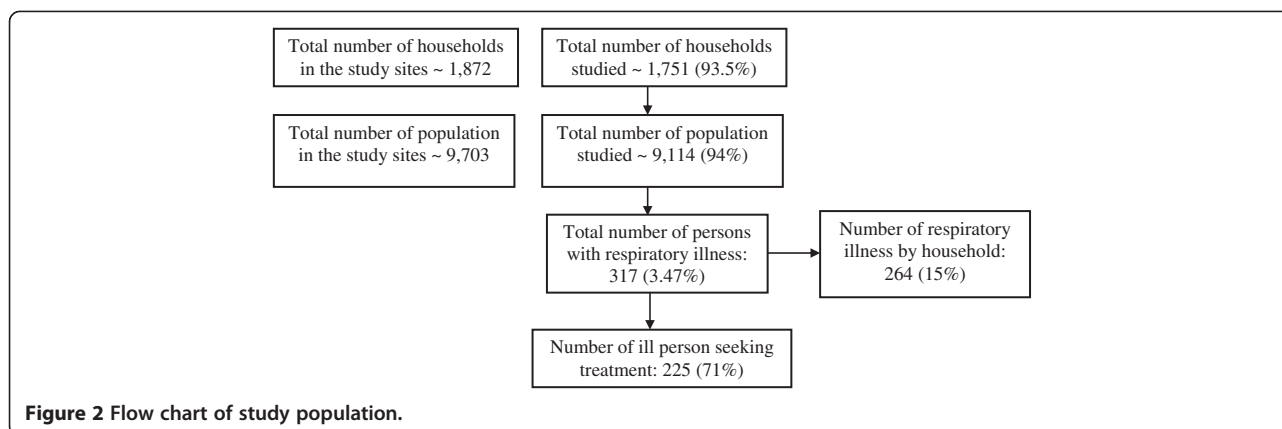 Total number of households
in the study sites ~ 1,872
Total number of households
studied ~ 1,751 (93.5%)
Total number of population
in the study sites ~ 9,703
Total number of population
studied ~ 9,114 (94%)
Total number of persons
with respiratory illness:
317 (3.47%)
Number of respiratory
illness by household:
264 (15%)
Number of ill person seeking
treatment: 225 (71%)
Figure 2 Flow chart of study population.